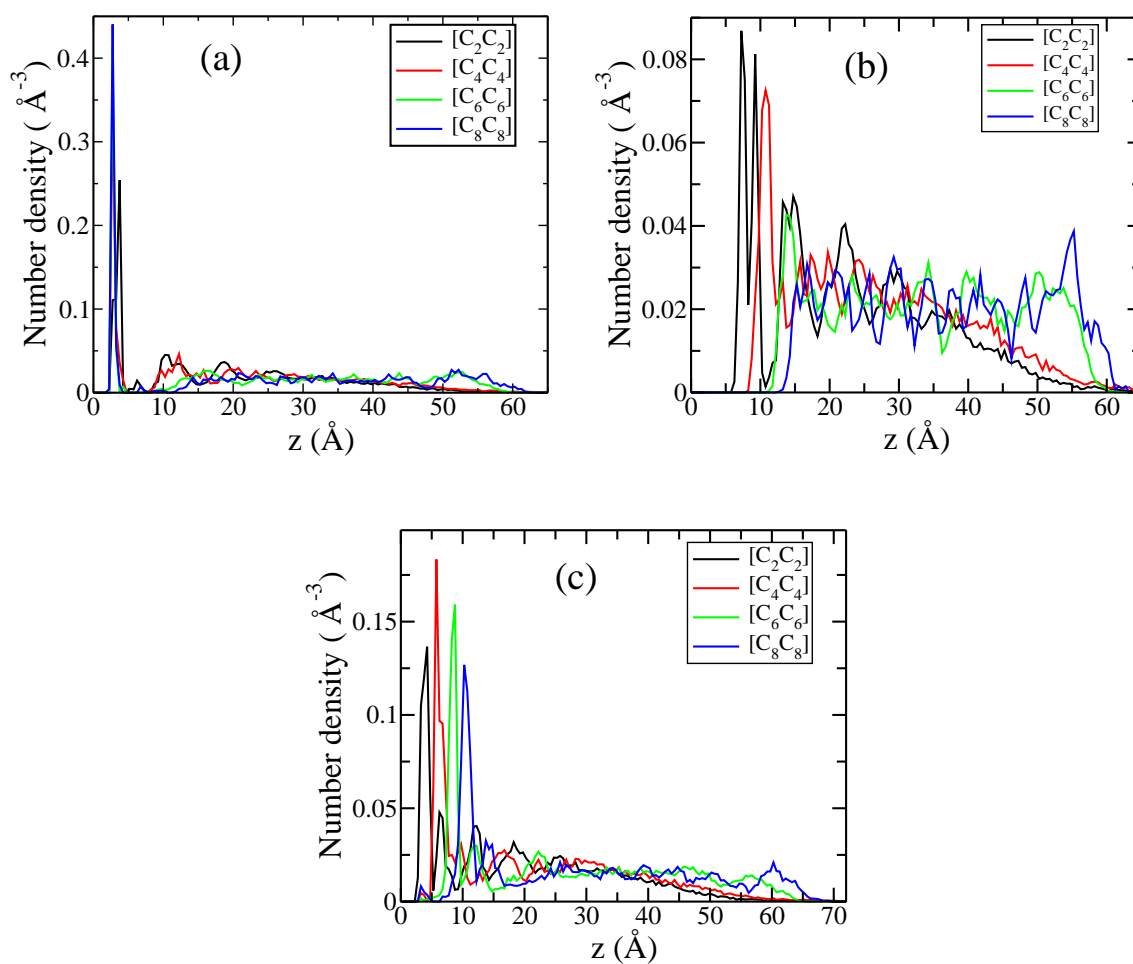 (a)
[C₂C₂]
[C₄C₄]
[C₆C₆]
[C₈C₈]
Number density ( Å⁻³)
0.4
0.3
0.2
0.1
0
0 10 20 30 40 50 60
z (Å)
(b)
[C₂C₂]
[C₄C₄]
[C₆C₆]
[C₈C₈]
Number density ( Å⁻³)
0.08
0.06
0.04
0.02
0
0 10 20 30 40 50 60
z (Å)
(c)
[C₂C₂]
[C₄C₄]
[C₆C₆]
[C₈C₈]
Number density ( Å⁻³)
0.15
0.1
0.05
0
0 10 20 30 40 50 60 70
z (Å)